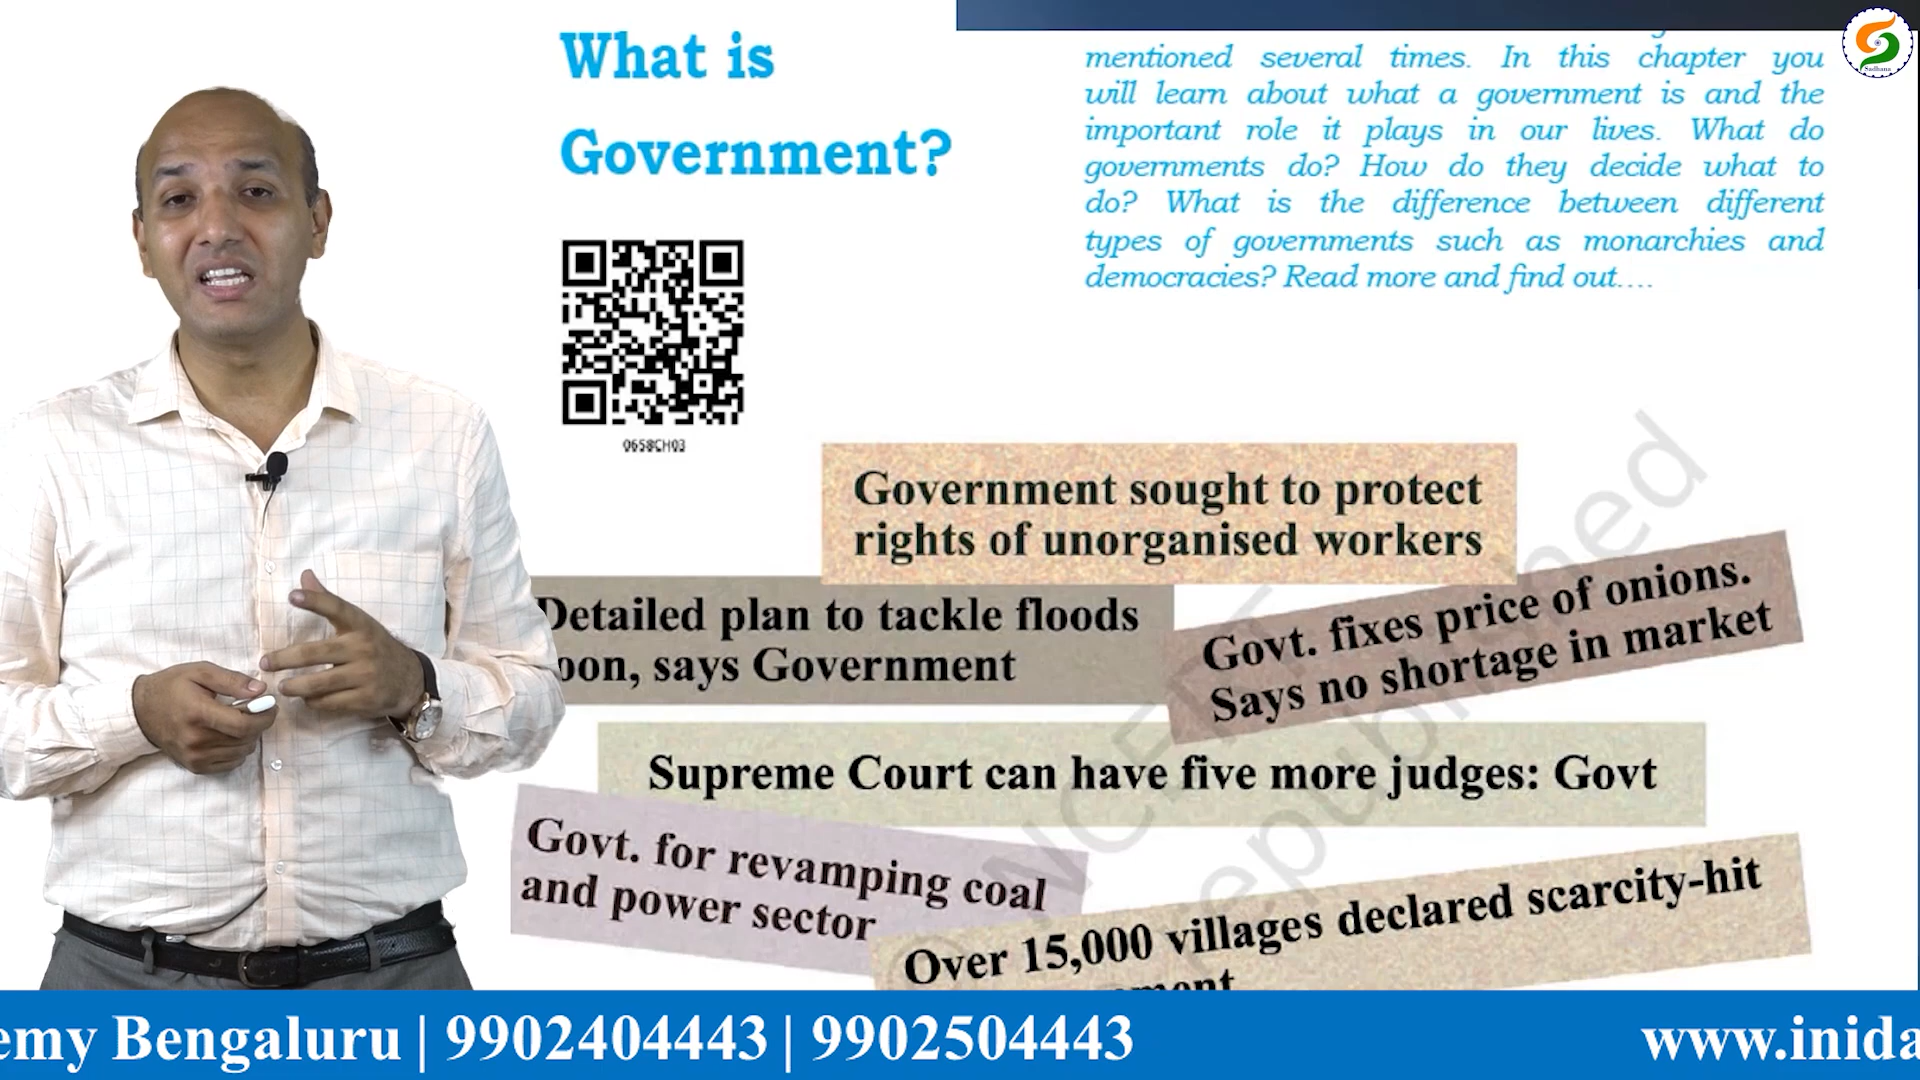 What is
Government?
mentioned several times. In this chapter you
will learn about what a government is and the
important role it plays in our lives. What do
governments do? How do they decide what to
do? What is the difference between different
types of governments such as monarchies and
democracies? Read more and find out....
0658CH03
Government sought to protect
rights of unorganised workers
Detailed plan to tackle floods
oon, says Government
Govt. fixes price of onions.
Says no shortage in market
Supreme Court can have five more judges: Govt
Govt. for revamping coal
and power sector
Over 15,000 villages declared scarcity-hit
emy Bengaluru | 9902404443 | 9902504443
www.inida
Sadhana